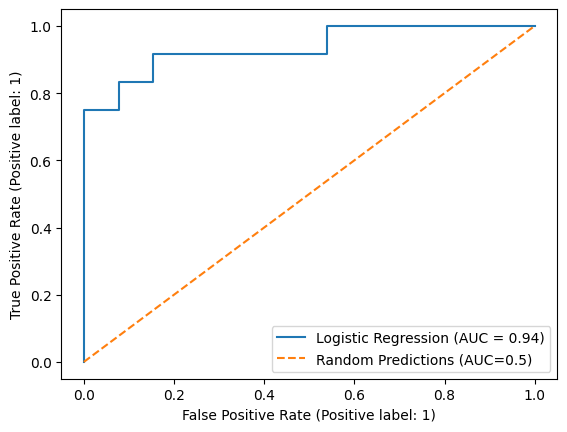 1.0
0.8
0.6
0.4
0.2
0.0
True Positive Rate (Positive label: 1)
Logistic Regression (AUC = 0.94)
Random Predictions (AUC=0.5)
0.0 0.2 0.4 0.6 0.8 1.0
False Positive Rate (Positive label: 1)